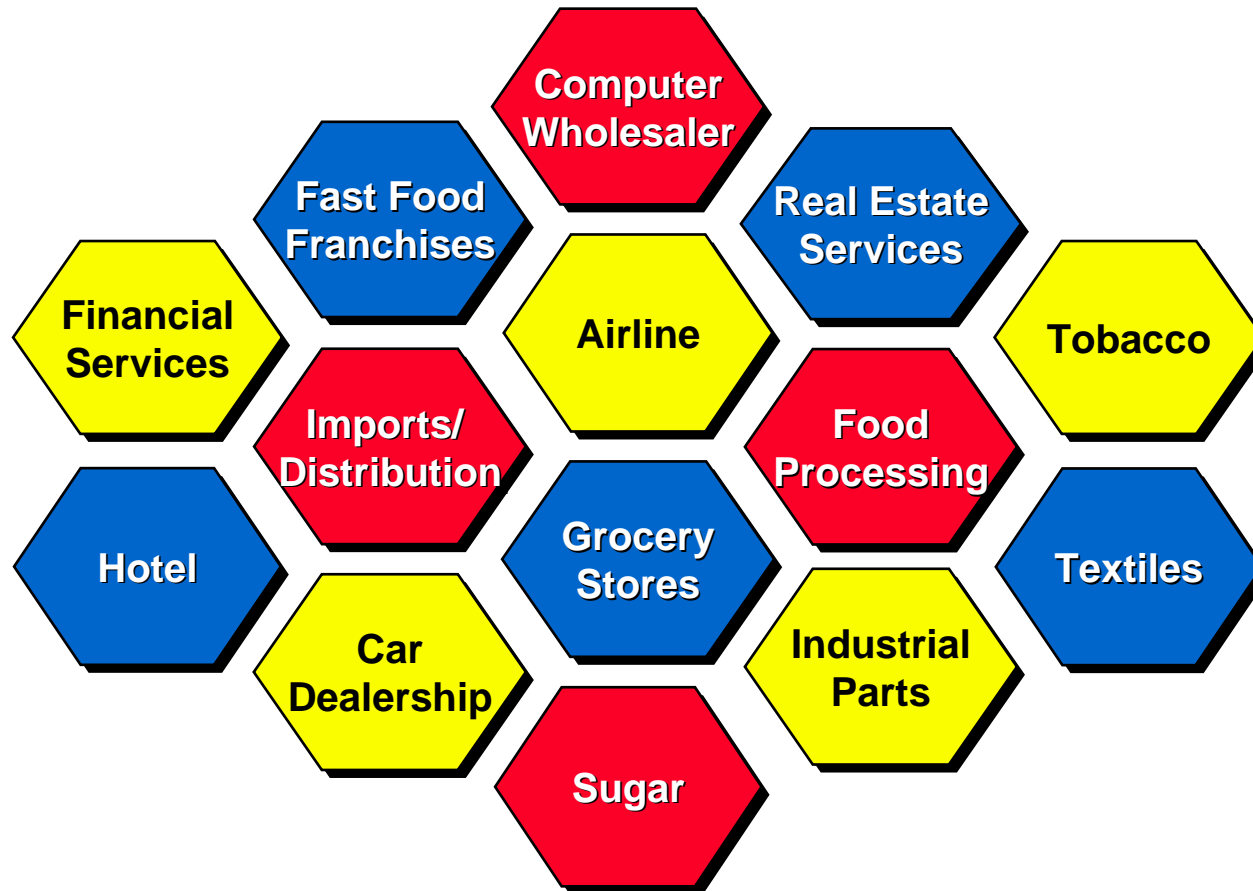 Computer
Wholesaler
Fast Food
Franchises
Real Estate
Services
Financial
Services
Airline
Tobacco
Imports/
Distribution
Food
Processing
Hotel
Grocery
Stores
Textiles
Car
Dealership
Industrial
Parts
Sugar